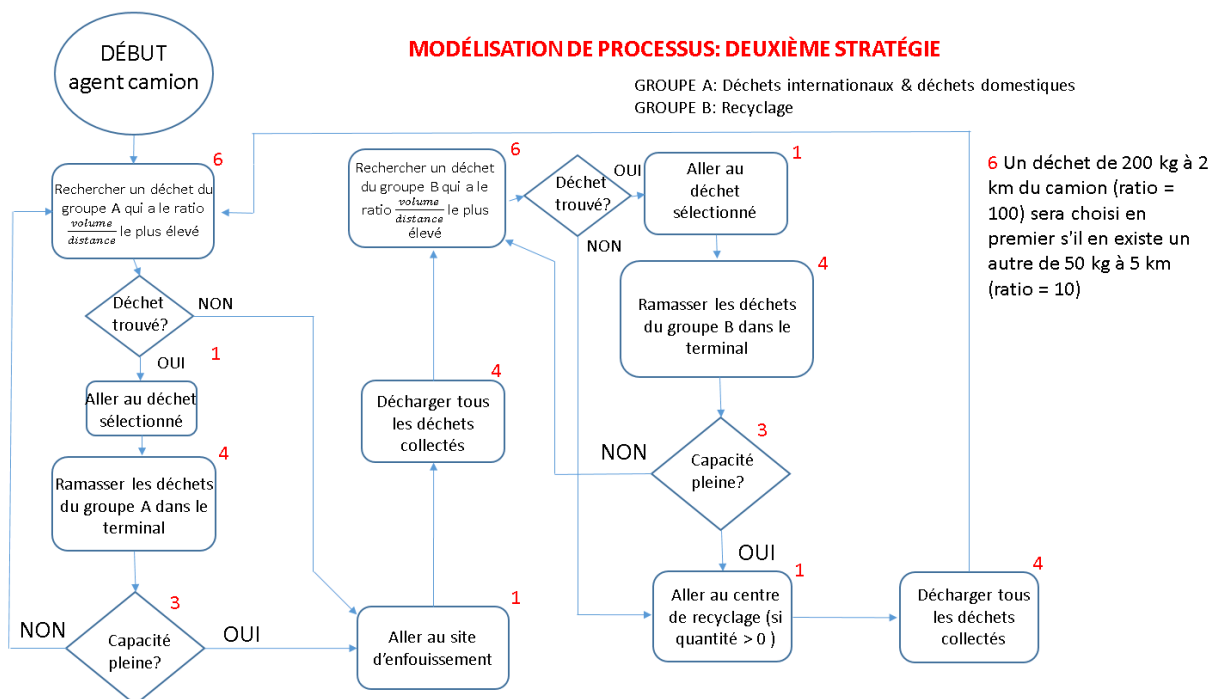 DÉBUT
agent camion
MODÉLISATION DE PROCESSUS: DEUXIÈME STRATÉGIE
GROUPE A: Déchets internationaux & déchets domestiques
GROUPE B: Recyclage
6
Rechercher un déchet du
groupe A qui a le ratio
volume
distance le plus élevé
Déchet
trouvé?
NON
OUI
1
Aller au déchet
sélectionné
4
Ramasser les déchets
du groupe A dans le
terminal
3
Capacité
pleine?
NON
OUI
1
Aller au site
d'enfouissement
4
Décharger tous
les déchets
collectés
6
Rechercher un déchet
du groupe B qui a le
ratio volume
distance le plus
élevé
Déchet
trouvé?
OUI
NON
1
Aller au
déchet
sélectionné
4
Ramasser les déchets
du groupe B dans le
terminal
3
Capacité
pleine?
NON
OUI
1
Aller au centre
de recyclage (si
quantité > 0 )
4
Décharger tous
les déchets
collectés
6 Un déchet de 200 kg à 2
km du camion (ratio =
100) sera choisi en
premier s'il en existe un
autre de 50 kg à 5 km
(ratio = 10)